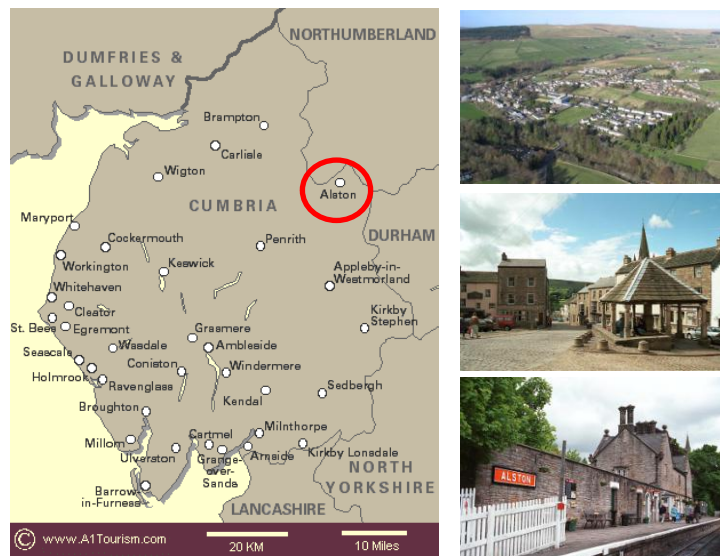 NORTHUMBERLAND
DUMFRIES &
GALLOWAY
Brampton
Carlisle
Wigton
Alston
CUMBRIA
Maryport
DURHAM
Cockermouth
Penrith
Workington
Keswick
Appleby-in-
Westmorland
Whitehaven
Cleator
Kirkby
Stephen
St. Bees
Egremont
Grasmere
Wasdale
Ambleside
Seascale
Coniston
Windermere
Holmrook
Ravenglass
Kendal
Sedbergh
Broughton
Millom
Cartmel
Milnthorpe
Ulverston
Grange-
over-
Sands
Arnside
Kirkby Lonsdale
NORTH
YORKSHIRE
Barrow-
in-Furness
LANCASHIRE
© www.A1Tourism.com
20 KM
10 Miles
ALSTON